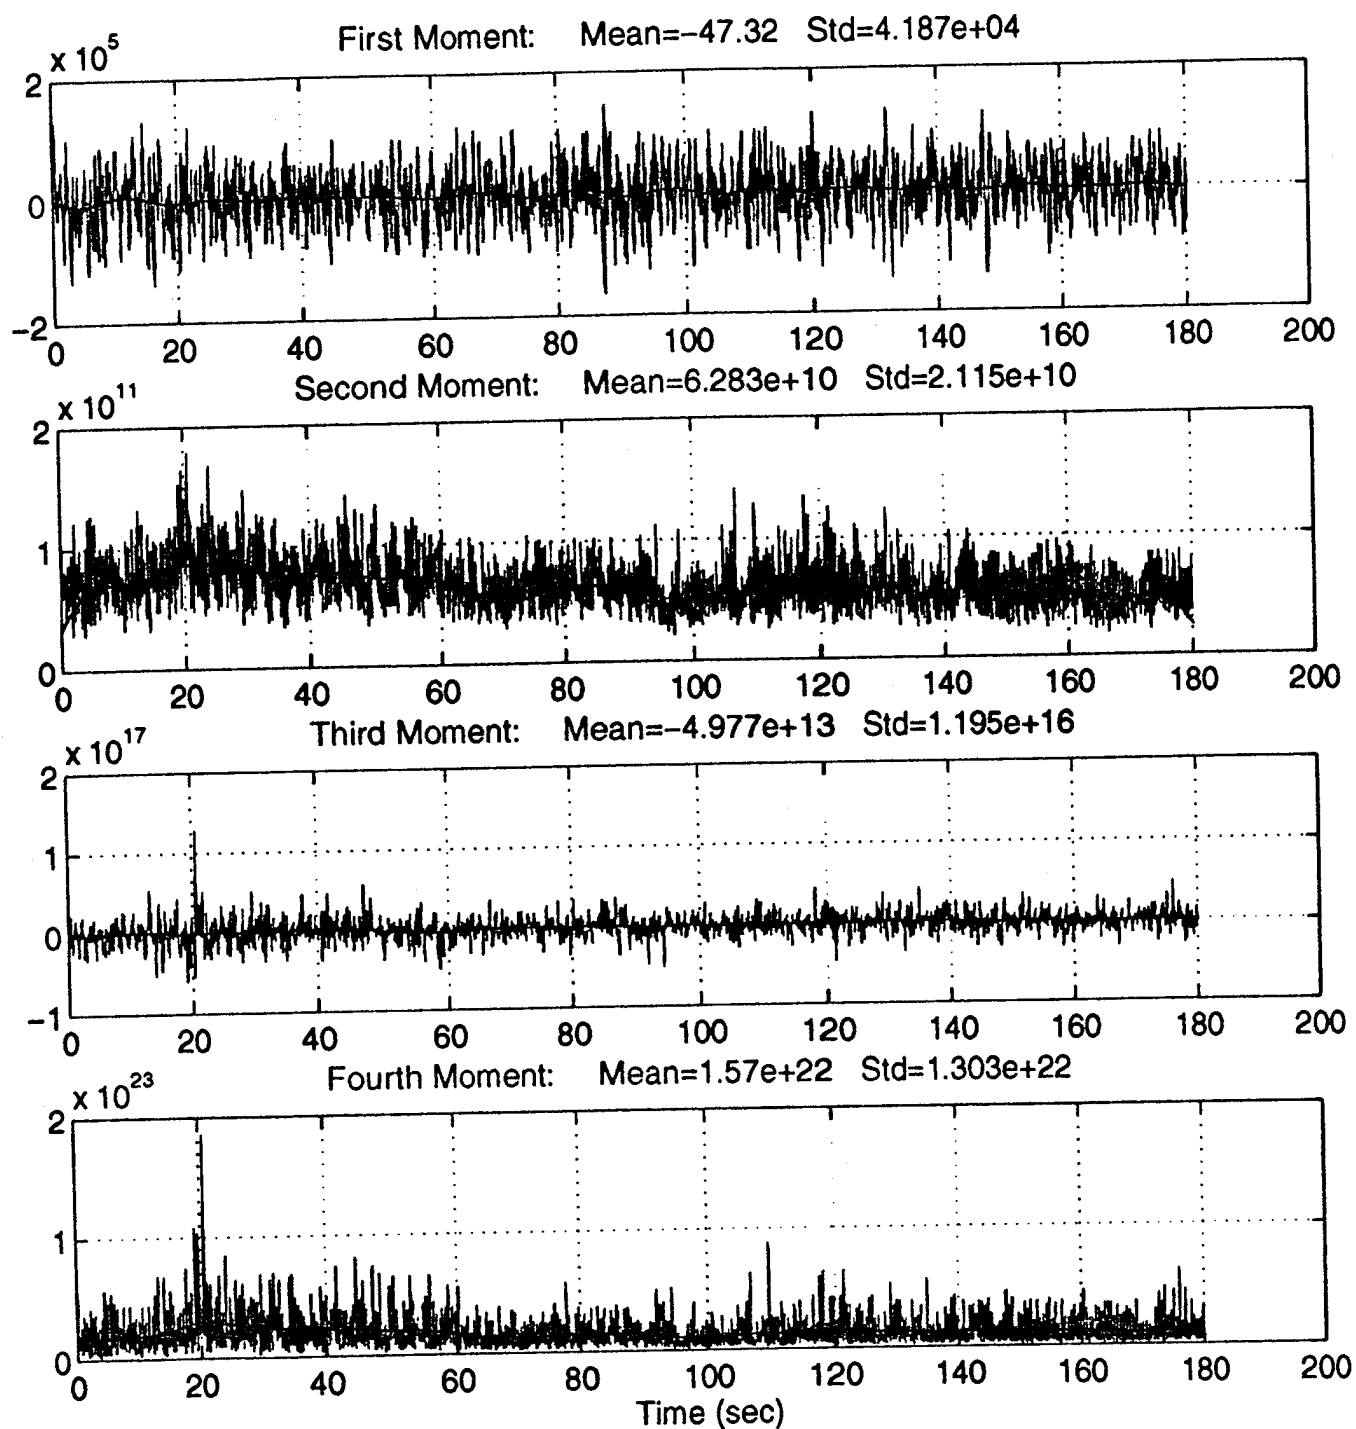 First Moment: Mean=−47.32 Std=4.187e+04
x 10^5
2
0
−2
0 20 40 60 80 100 120 140 160 180 200
Second Moment: Mean=6.283e+10 Std=2.115e+10
x 10^11
2
1
0
0 20 40 60 80 100 120 140 160 180 200
Third Moment: Mean=−4.977e+13 Std=1.195e+16
x 10^17
2
1
0
−1
0 20 40 60 80 100 120 140 160 180 200
Fourth Moment: Mean=1.57e+22 Std=1.303e+22
x 10^23
2
1
0
0 20 40 60 80 100 120 140 160 180 200
Time (sec)